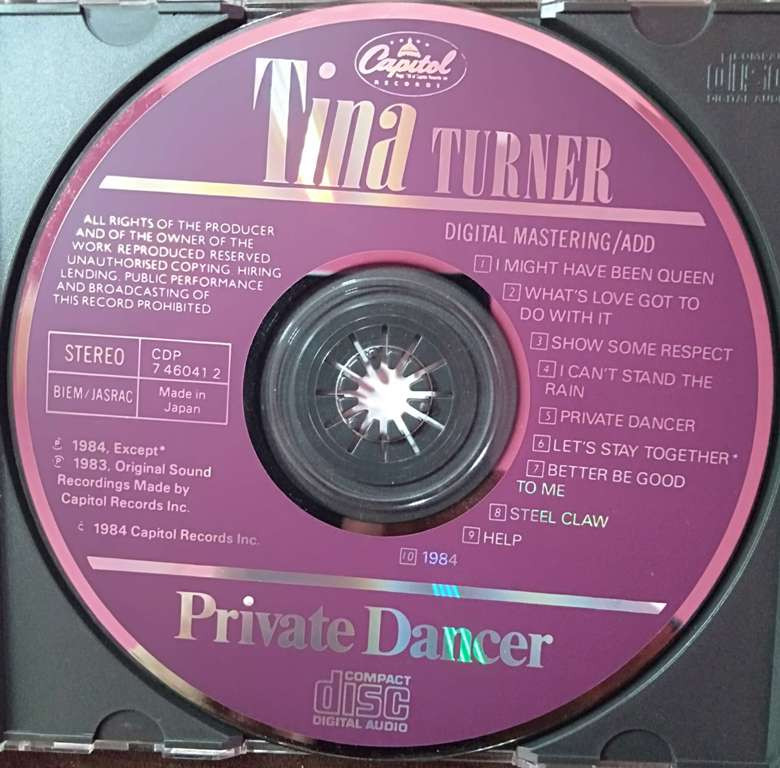 Capitol
RECORDS
Tina TURNER
COMPACT
disc
DIGITAL AUDIO
ALL RIGHTS OF THE PRODUCER
AND OF THE OWNER OF THE
WORK REPRODUCED RESERVED
UNAUTHORISED COPYING, HIRING
LENDING, PUBLIC PERFORMANCE
AND BROADCASTING OF
THIS RECORD PROHIBITED
DIGITAL MASTERING/ADD
1 I MIGHT HAVE BEEN QUEEN
2 WHAT'S LOVE GOT TO
DO WITH IT
3 SHOW SOME RESPECT
4 I CAN'T STAND THE
RAIN
5 PRIVATE DANCER
6 LET'S STAY TOGETHER*
7 BETTER BE GOOD
TO ME
8 STEEL CLAW
9 HELP
10 1984
STEREO
CDP
7 46041 2
BIEM/JASRAC
Made in
Japan
℗ 1984, Except*
℗ 1983, Original Sound
Recordings Made by
Capitol Records Inc.
c 1984 Capitol Records Inc.
Private Dancer
COMPACT
disc
DIGITAL AUDIO